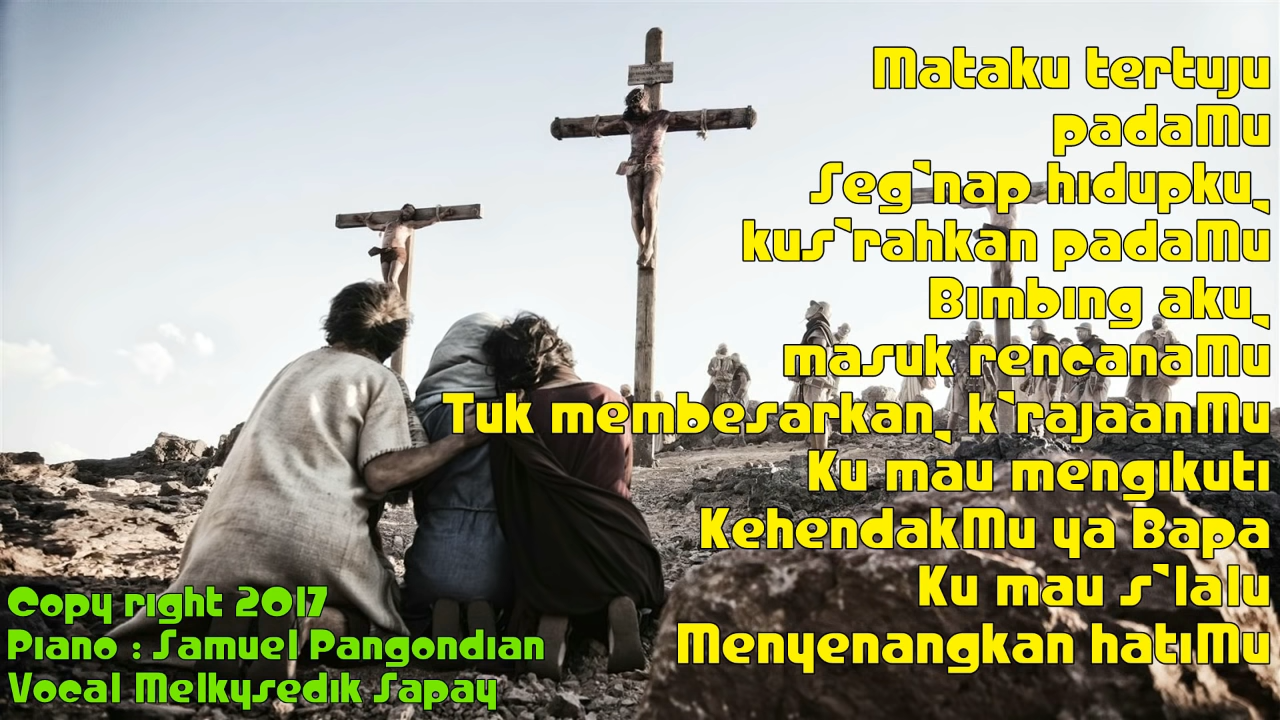 Mataku tertuju
padaMu
Seg`nap hidupku,
kus`rahkan padaMu
Bimbing aku,
masuk rencanaMu
Tuk membesarkan, k`rajaanMu
Ku mau mengikuti
KehendakMu ya Bapa
Ku mau s`lalu
Menyenangkan hatiMu
Copy right 2017
Piano : Samuel Pangondian
Vocal Melkysedik Sapay